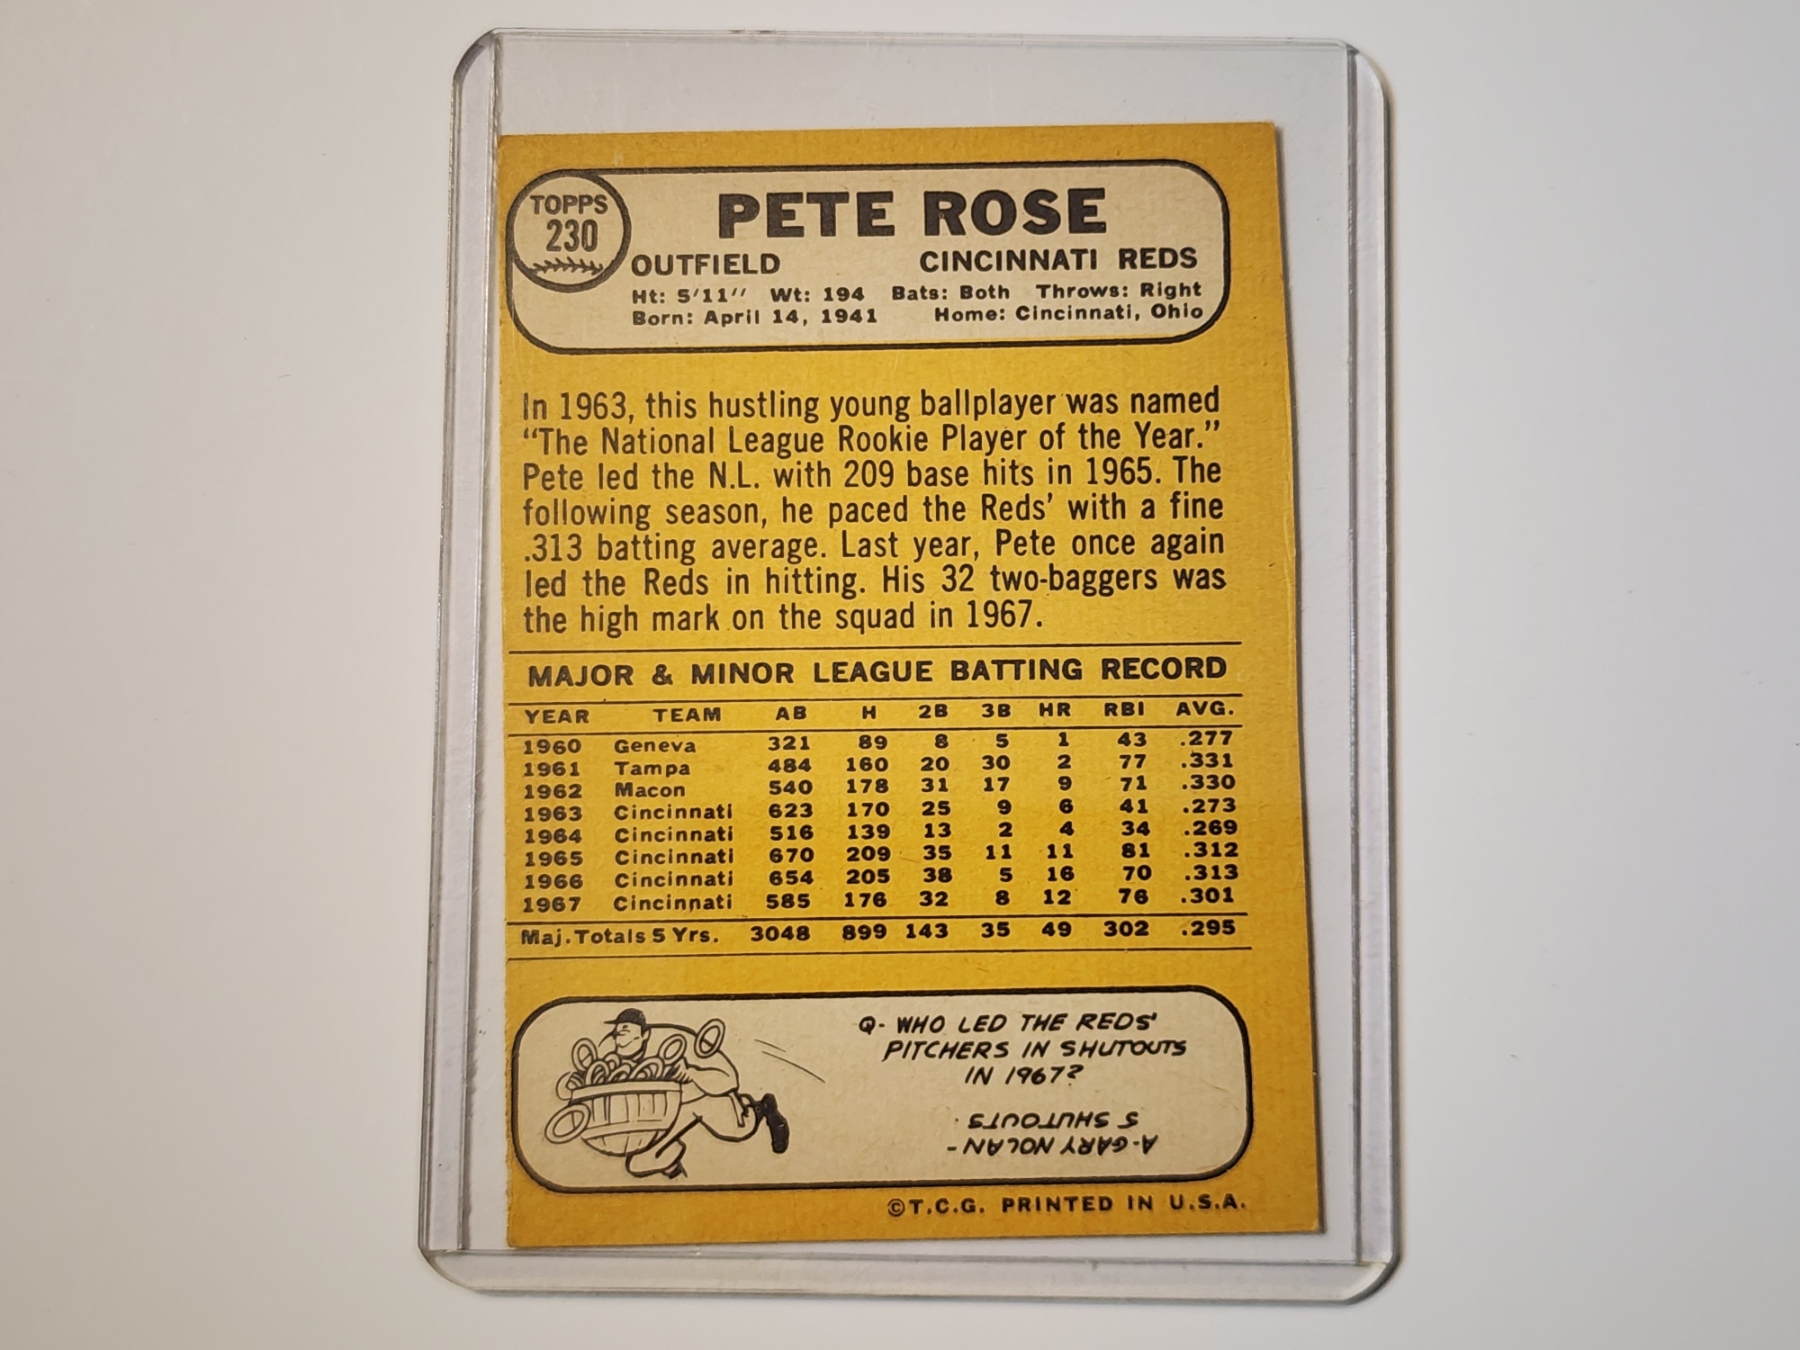 TOPPS
230
PETE ROSE
OUTFIELD CINCINNATI REDS
Ht: 5'11'' Wt: 194 Bats: Both Throws: Right
Born: April 14, 1941 Home: Cincinnati, Ohio
In 1963, this hustling young ballplayer was named
“The National League Rookie Player of the Year.”
Pete led the N.L. with 209 base hits in 1965. The
following season, he paced the Reds’ with a fine
.313 batting average. Last year, Pete once again
led the Reds in hitting. His 32 two-baggers was
the high mark on the squad in 1967.
MAJOR & MINOR LEAGUE BATTING RECORD
YEAR TEAM AB H 2B 3B HR RBI AVG.
1960 Geneva 321 89 8 5 1 43 .277
1961 Tampa 484 160 20 30 2 77 .331
1962 Macon 540 178 31 17 9 71 .330
1963 Cincinnati 623 170 25 9 6 41 .273
1964 Cincinnati 516 139 13 2 4 34 .269
1965 Cincinnati 670 209 35 11 11 81 .312
1966 Cincinnati 654 205 38 5 16 70 .313
1967 Cincinnati 585 176 32 8 12 76 .301
Maj. Totals 5 Yrs. 3048 899 143 35 49 302 .295
Q- WHO LED THE REDS'
PITCHERS IN SHUTOUTS
IN 1967?
A-GARY NOLAN-
5 SHUTOUTS.
©T.C.G. PRINTED IN U.S.A.